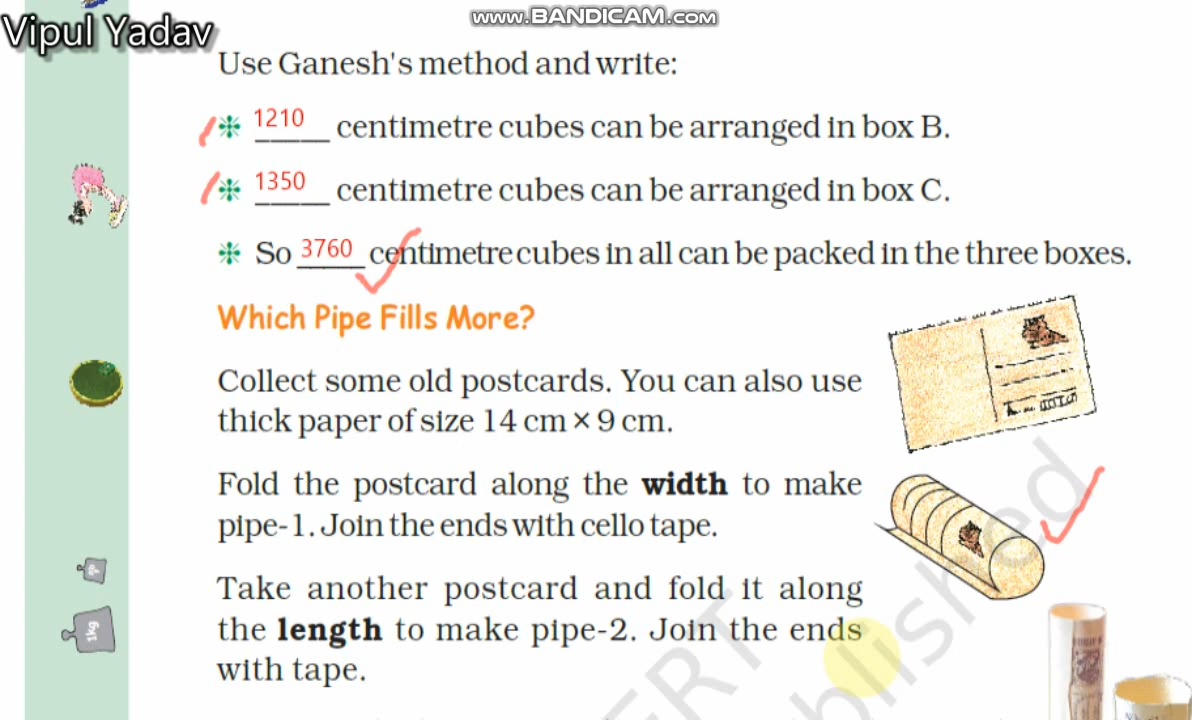 www.BANDICAM.com
Vipul Yadav
Use Ganesh's method and write:
1210 centimetre cubes can be arranged in box B.
1350 centimetre cubes can be arranged in box C.
So 3760 centimetre cubes in all can be packed in the three boxes.
Which Pipe Fills More?
Collect some old postcards. You can also use
thick paper of size 14 cm × 9 cm.
Fold the postcard along the width to make
pipe-1. Join the ends with cello tape.
Take another postcard and fold it along
the length to make pipe-2. Join the ends
with tape.
1kg